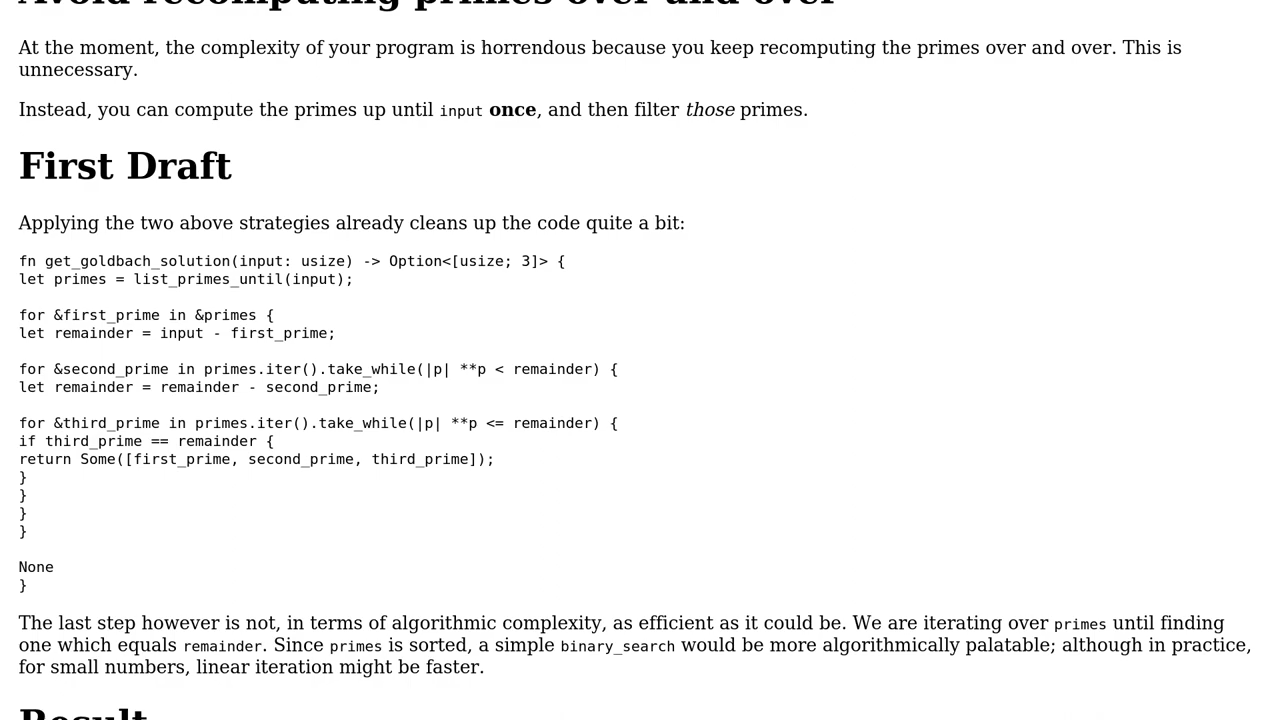 Avoid recomputing primes over and over
At the moment, the complexity of your program is horrendous because you keep recomputing the primes over and over. This is
unnecessary.
Instead, you can compute the primes up until input once, and then filter those primes.
First Draft
Applying the two above strategies already cleans up the code quite a bit:
fn get_goldbach_solution(input: usize) -> Option<[usize; 3]> {
let primes = list_primes_until(input);
for &first_prime in &primes {
let remainder = input - first_prime;
for &second_prime in primes.iter().take_while(|p| **p < remainder) {
let remainder = remainder - second_prime;
for &third_prime in primes.iter().take_while(|p| **p <= remainder) {
if third_prime == remainder {
return Some([first_prime, second_prime, third_prime]);
}
}
}
}
None
}
The last step however is not, in terms of algorithmic complexity, as efficient as it could be. We are iterating over primes until finding
one which equals remainder. Since primes is sorted, a simple binary_search would be more algorithmically palatable; although in practice,
for small numbers, linear iteration might be faster.
Result